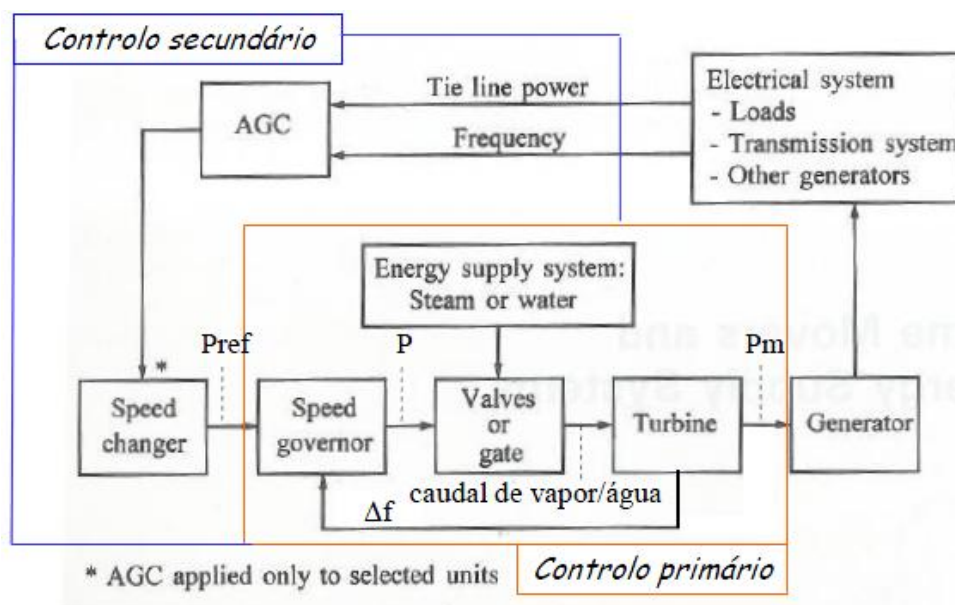 Controlo secundário
Tie line power
AGC
Frequency
Electrical system
- Loads
- Transmission system
- Other generators
Energy supply system:
Steam or water
Pref
P
Pm
*
Speed
changer
Speed
governor
Valves
or
gate
Turbine
Generator
caudal de vapor/água
Δf
* AGC applied only to selected units
Controlo primário